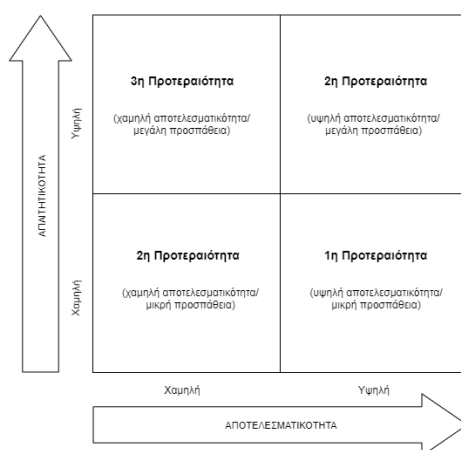 3η Προτεραιότητα
(χαμηλή αποτελεσματικότητα/
μεγάλη προσπάθεια)
2η Προτεραιότητα
(υψηλή αποτελεσματικότητα/
μεγάλη προσπάθεια)
Υψηλή
ΑΠΑΙΤΗΤΙΚΟΤΗΤΑ
Χαμηλή
2η Προτεραιότητα
(χαμηλή αποτελεσματικότητα/
μικρή προσπάθεια)
1η Προτεραιότητα
(υψηλή αποτελεσματικότητα/
μικρή προσπάθεια)
Χαμηλή
Υψηλή
ΑΠΟΤΕΛΕΣΜΑΤΙΚΟΤΗΤΑ